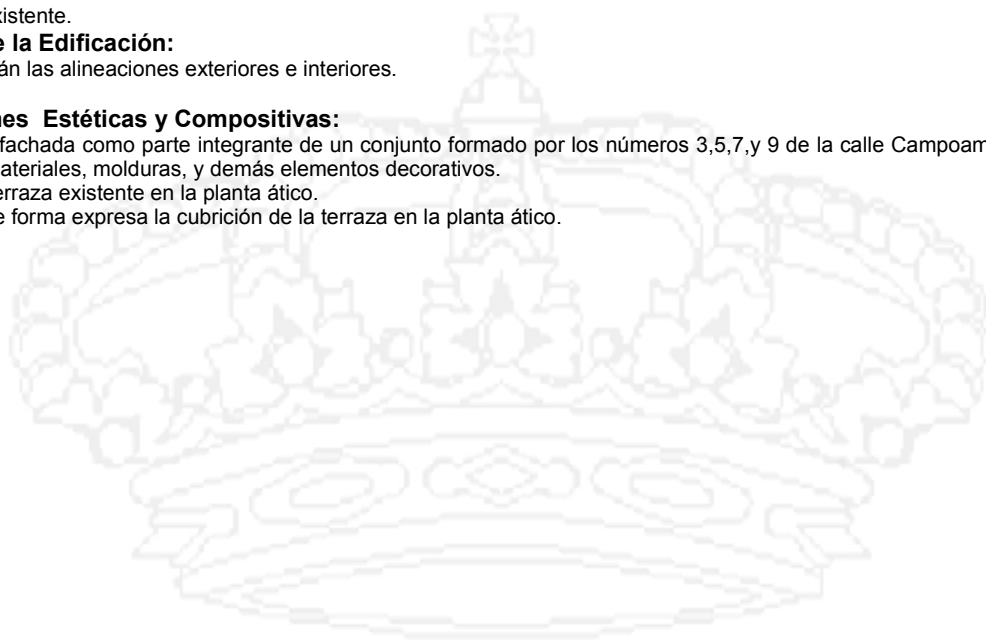 xistente.
e la Edificación:
án las alineaciones exteriores e interiores.
nes Estéticas y Compositivas:
fachada como parte integrante de un conjunto formado por los números 3,5,7,y 9 de la calle Campoam
ateriales, molduras, y demás elementos decorativos.
erraza existente en la planta ático.
e forma expresa la cubrición de la terraza en la planta ático.